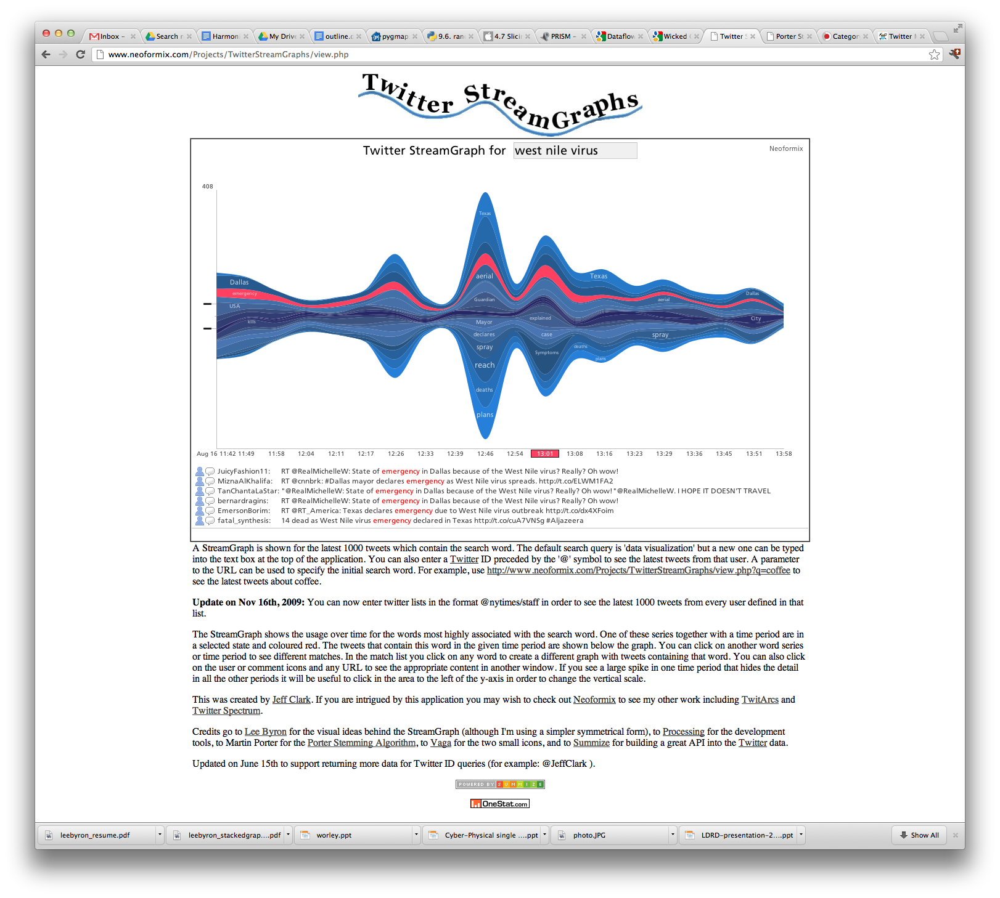 Inbox –
Search r
Harmoni
My Drive
outline.c
pygmap
9.6. ran
4.7 Slici
PRISM –
Dataflow
Wicked
Twitter
Porter St
Categor
Twitter
www.neoformix.com/Projects/TwitterStreamGraphs/view.php
Twitter StreamGraphs
Twitter StreamGraph for west nile virus
Neoformix
408
Texas
Dallas
emergency
USA
kills
aerial
Guardian
Mayor
declares
spray
reach
deaths
plans
explained
case
Symptoms
Texas
deaths
plans
aerial
spray
Dallas
City
Aug 16 11:42 11:49 11:58 12:04 12:11 12:17 12:26 12:33 12:39 12:46 12:54 13:01 13:08 13:16 13:23 13:29 13:36 13:45 13:51 13:58
JuicyFashion11: RT @RealMichelleW: State of emergency in Dallas because of the West Nile virus? Really? Oh wow!
MiznaAlKhalifa: RT @cnnbrk: #Dallas mayor declares emergency as West Nile virus spreads. http://t.co/ELWM1FA2
TanChantaLaStar: "@RealMichelleW: State of emergency in Dallas because of the West Nile virus? Really? Oh wow!"@RealMichelleW. I HOPE IT DOESN'T TRAVEL
bernardragins: RT @RealMichelleW: State of emergency in Dallas because of the West Nile virus? Really? Oh wow!
EmersonBorim: RT @RT_America: Texas declares emergency due to West Nile virus outbreak http://t.co/dx4XFoim
fatal_synthesis: 14 dead as West Nile virus emergency declared in Texas http://t.co/cuA7VNSg #Aljazeera
A StreamGraph is shown for the latest 1000 tweets which contain the search word. The default search query is 'data visualization' but a new one can be typed
into the text box at the top of the application. You can also enter a Twitter ID preceded by the '@' symbol to see the latest tweets from that user. A parameter
to the URL can be used to specify the initial search word. For example, use http://www.neoformix.com/Projects/TwitterStreamGraphs/view.php?q=coffee to
see the latest tweets about coffee.
Update on Nov 16th, 2009: You can now enter twitter lists in the format @nytimes/staff in order to see the latest 1000 tweets from every user defined in that
list.
The StreamGraph shows the usage over time for the words most highly associated with the search word. One of these series together with a time period are in
a selected state and coloured red. The tweets that contain this word in the given time period are shown below the graph. You can click on another word series
or time period to see different matches. In the match list you click on any word to create a different graph with tweets containing that word. You can also click
on the user or comment icons and any URL to see the appropriate content in another window. If you see a large spike in one time period that hides the detail
in all the other periods it will be useful to click in the area to the left of the y-axis in order to change the vertical scale.
This was created by Jeff Clark. If you are intrigued by this application you may wish to check out Neoformix to see my other work including TwitArcs and
Twitter Spectrum.
Credits go to Lee Byron for the visual ideas behind the StreamGraph (although I'm using a simpler symmetrical form), to Processing for the development
tools, to Martin Porter for the Porter Stemming Algorithm, to Vaga for the two small icons, and to Summize for building a great API into the Twitter data.
Updated on June 15th to support returning more data for Twitter ID queries (for example: @JeffClark ).
POWERED BY SUMMIZE
OneStat.com
leebyron_resume.pdf
leebyron_stackedgrap....pdf
worley.ppt
Cyber-Physical single ....ppt
photo.JPG
LDRD-presentation-2....ppt
Show All